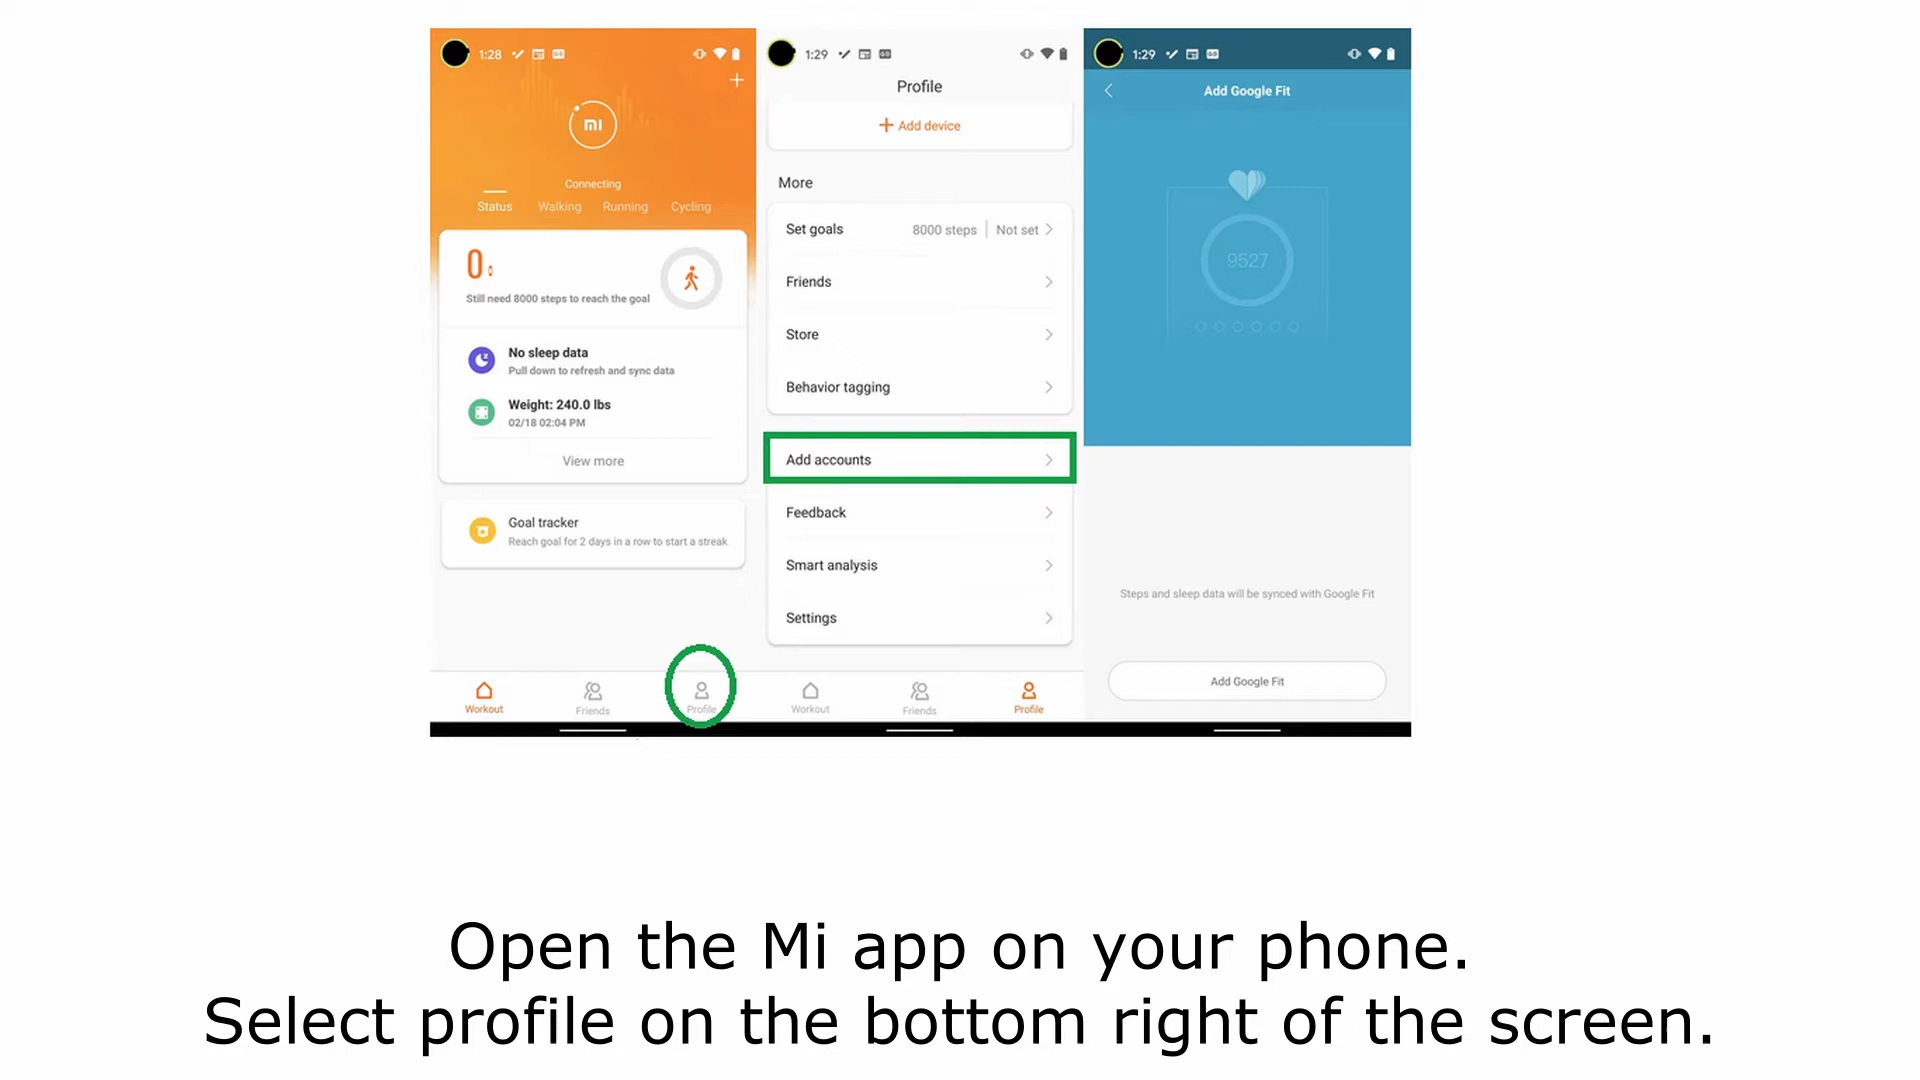 1:28
mi
Connecting
Status Walking Running Cycling
0 0
Still need 8000 steps to reach the goal
No sleep data
Pull down to refresh and sync data
Weight: 240.0 lbs
02/18 02:04 PM
View more
Goal tracker
Reach goal for 2 days in a row to start a streak
Workout Friends Profile
1:29
Profile
Add device
More
Set goals 8000 steps | Not set
Friends
Store
Behavior tagging
Add accounts
Feedback
Smart analysis
Settings
Workout Friends Profile
1:29
Add Google Fit
9527
Steps and sleep data will be synced with Google Fit
Add Google Fit
Open the Mi app on your phone.
Select profile on the bottom right of the screen.